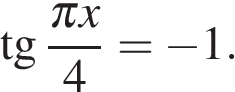 tg πx/4 = −1.